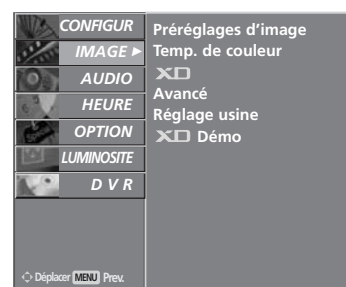 CONFIGUR
IMAGE ►
AUDIO
HEURE
OPTION
LUMINOSITE
D V R
Préréglages d'image
Temp. de couleur
XD
Avancé
Réglage usine
XD Démo
Déplacer MENU Prev.